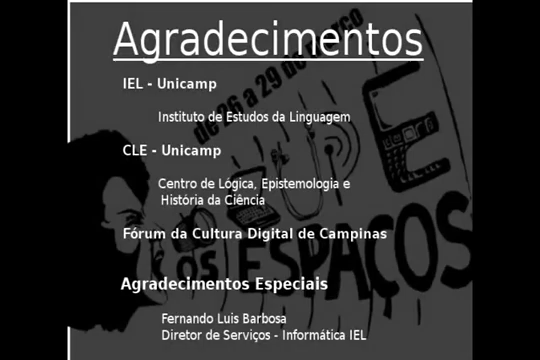 Agradecimentos
de 26 a 29 de março
IEL - Unicamp
Instituto de Estudos da Linguagem
CLE - Unicamp
Centro de Lógica, Epistemologia e
História da Ciência
Fórum da Cultura Digital de Campinas
OS ESPAÇOS
Agradecimentos Especiais
Fernando Luis Barbosa
Diretor de Serviços - Informática IEL